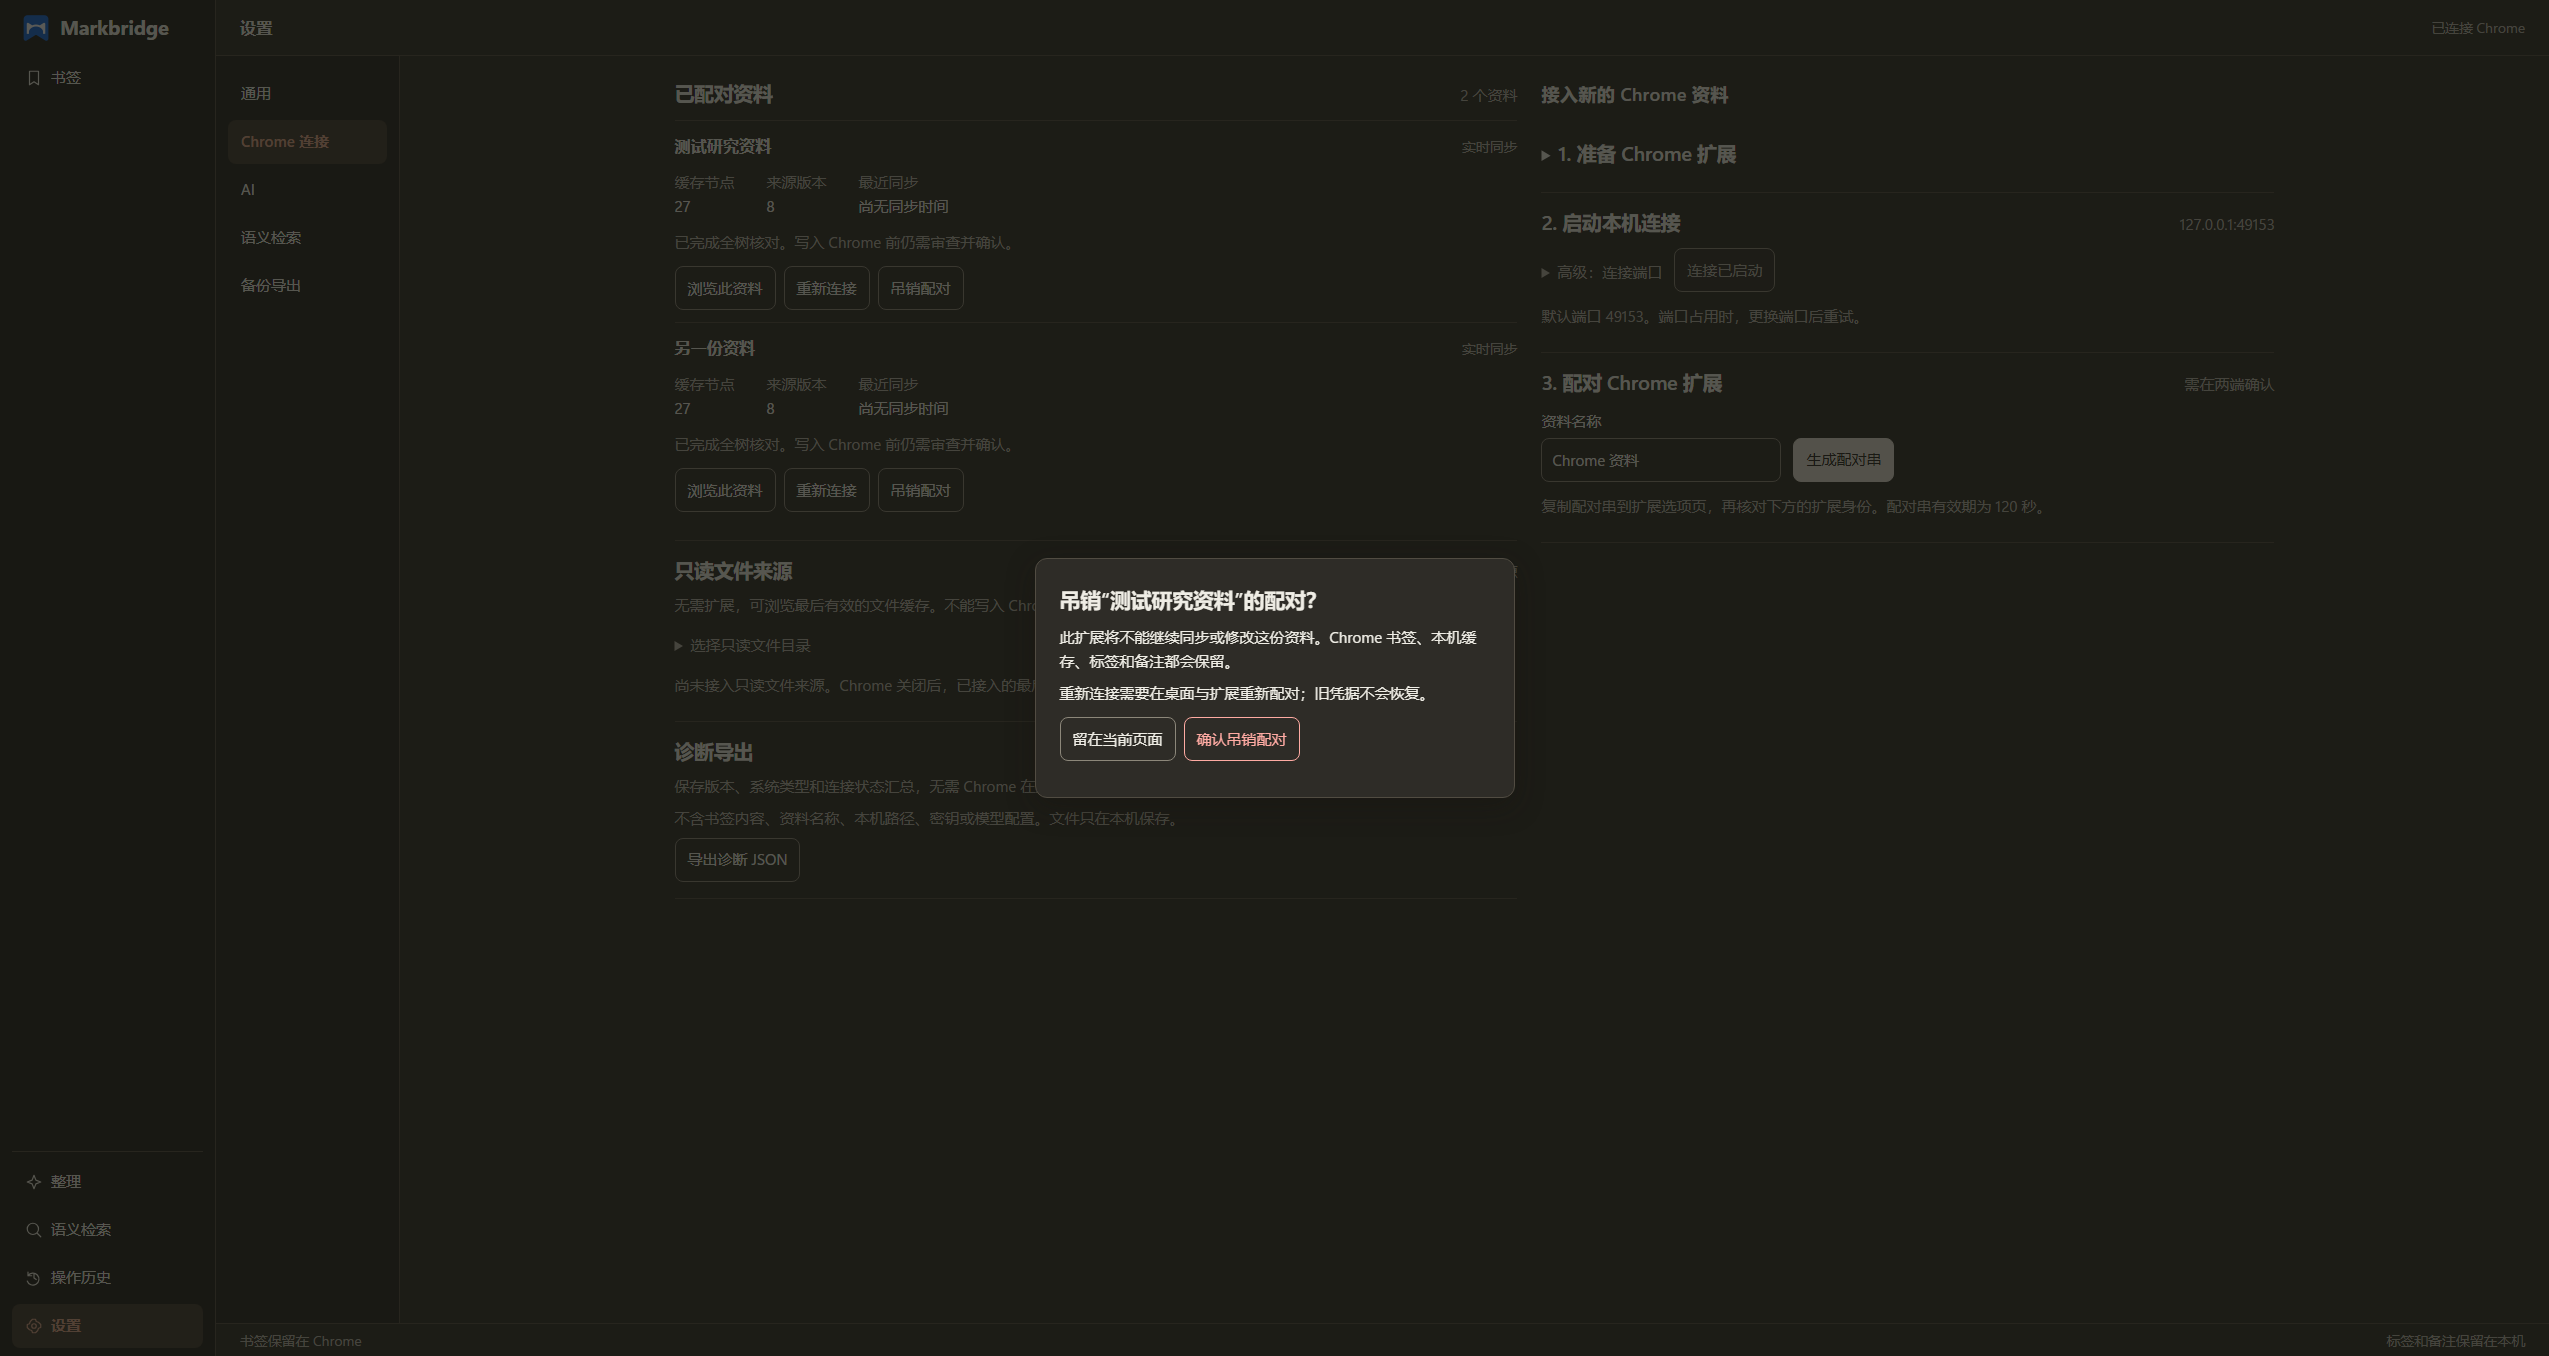 Markbridge
书签
整理
语义检索
操作历史
设置
设置
已连接 Chrome
通用
Chrome 连接
AI
语义检索
备份导出
已配对资料
2 个资料
测试研究资料
实时同步
缓存节点 来源版本 最近同步
27 8 尚无同步时间
已完成全树核对。写入 Chrome 前仍需审查并确认。
浏览此资料 重新连接 吊销配对
另一份资料
实时同步
缓存节点 来源版本 最近同步
27 8 尚无同步时间
已完成全树核对。写入 Chrome 前仍需审查并确认。
浏览此资料 重新连接 吊销配对
只读文件来源
无需扩展，可浏览最后有效的文件缓存。不能写入
选择只读文件目录
尚未接入只读文件来源。Chrome 关闭后，已接入的最
诊断导出
保存版本、系统类型和连接状态汇总，无需 Chrome 在
不含书签内容、资料名称、本机路径、密钥或模型配置。文件只在本机保存。
导出诊断 JSON
接入新的 Chrome 资料
1. 准备 Chrome 扩展
2. 启动本机连接
127.0.0.1:49153
高级：连接端口 连接已启动
默认端口 49153。端口占用时，更换端口后重试。
3. 配对 Chrome 扩展
需在两端确认
资料名称
Chrome 资料 生成配对串
复制配对串到扩展选项页，再核对下方的扩展身份。配对串有效期为 120 秒。
吊销“测试研究资料”的配对？
此扩展将不能继续同步或修改这份资料。Chrome 书签、本机缓
存、标签和备注都会保留。
重新连接需要在桌面与扩展重新配对；旧凭据不会恢复。
留在当前页面 确认吊销配对
书签保留在 Chrome
标签和备注保留在本机